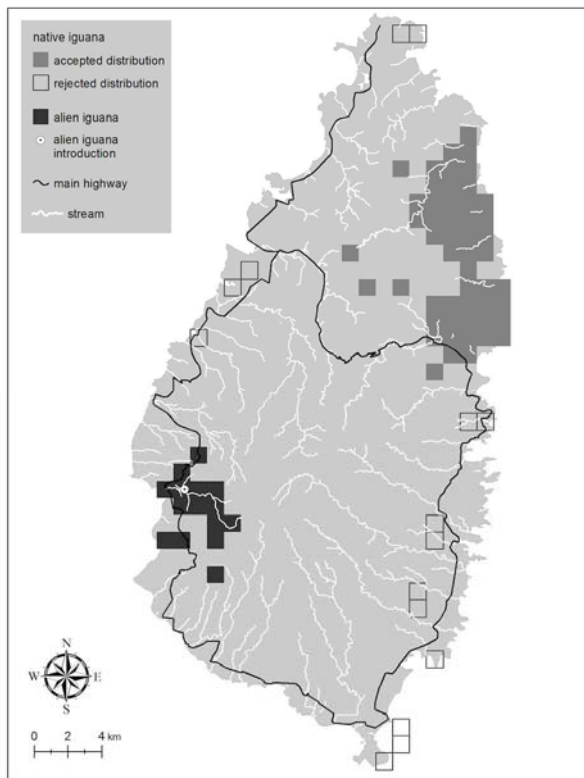 native iguana
accepted distribution
rejected distribution
alien iguana
alien iguana
introduction
main highway
stream
N
W E
S
0 2 4 km